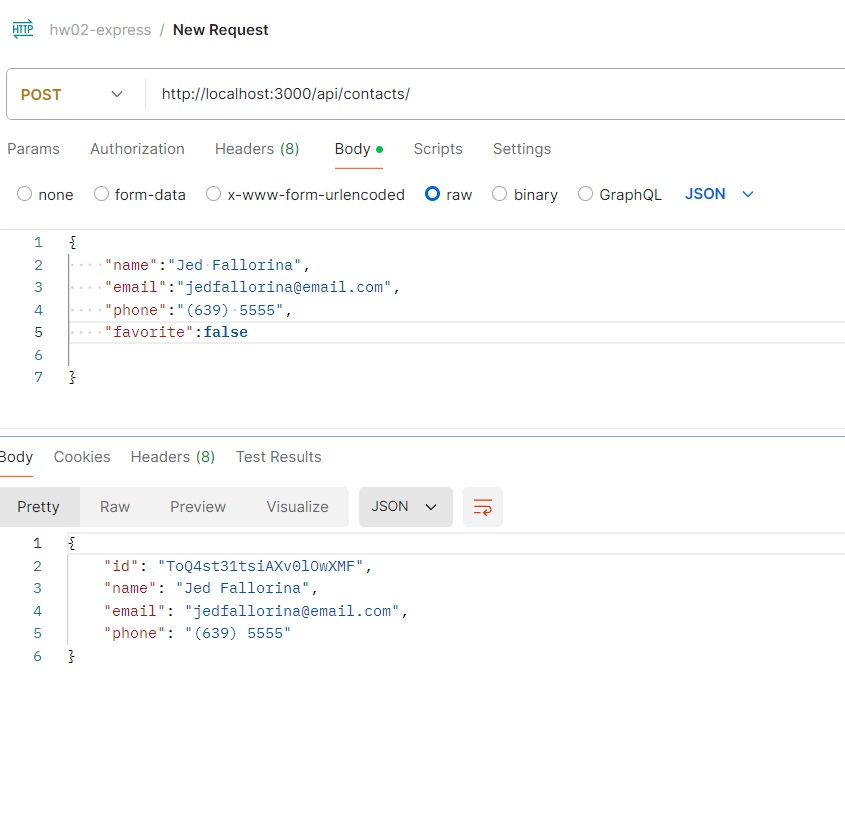 HTTP hw02-express / New Request
POST http://localhost:3000/api/contacts/
Params Authorization Headers (8) Body Scripts Settings
none form-data x-www-form-urlencoded raw binary GraphQL JSON
1 {
2 "name":"Jed Fallorina",
3 "email":"jedfallorina@email.com",
4 "phone":"(639) 5555",
5 "favorite":false
6
7 }
Body Cookies Headers (8) Test Results
Pretty Raw Preview Visualize JSON
1 {
2 "id": "ToQ4st31tsiAXv0lOwXMF",
3 "name": "Jed Fallorina",
4 "email": "jedfallorina@email.com",
5 "phone": "(639) 5555"
6 }